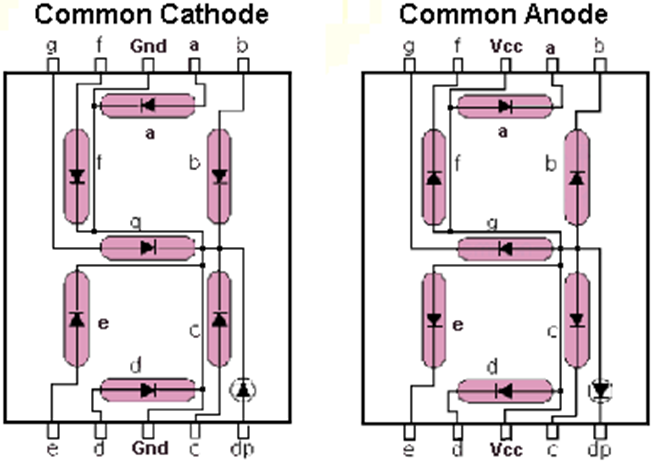 Common Cathode Common Anode
g f Gnd a b g f Vcc a b
a a
f b f b
g g
e c e c
d d
e d Gnd c dp e d Vcc c dp